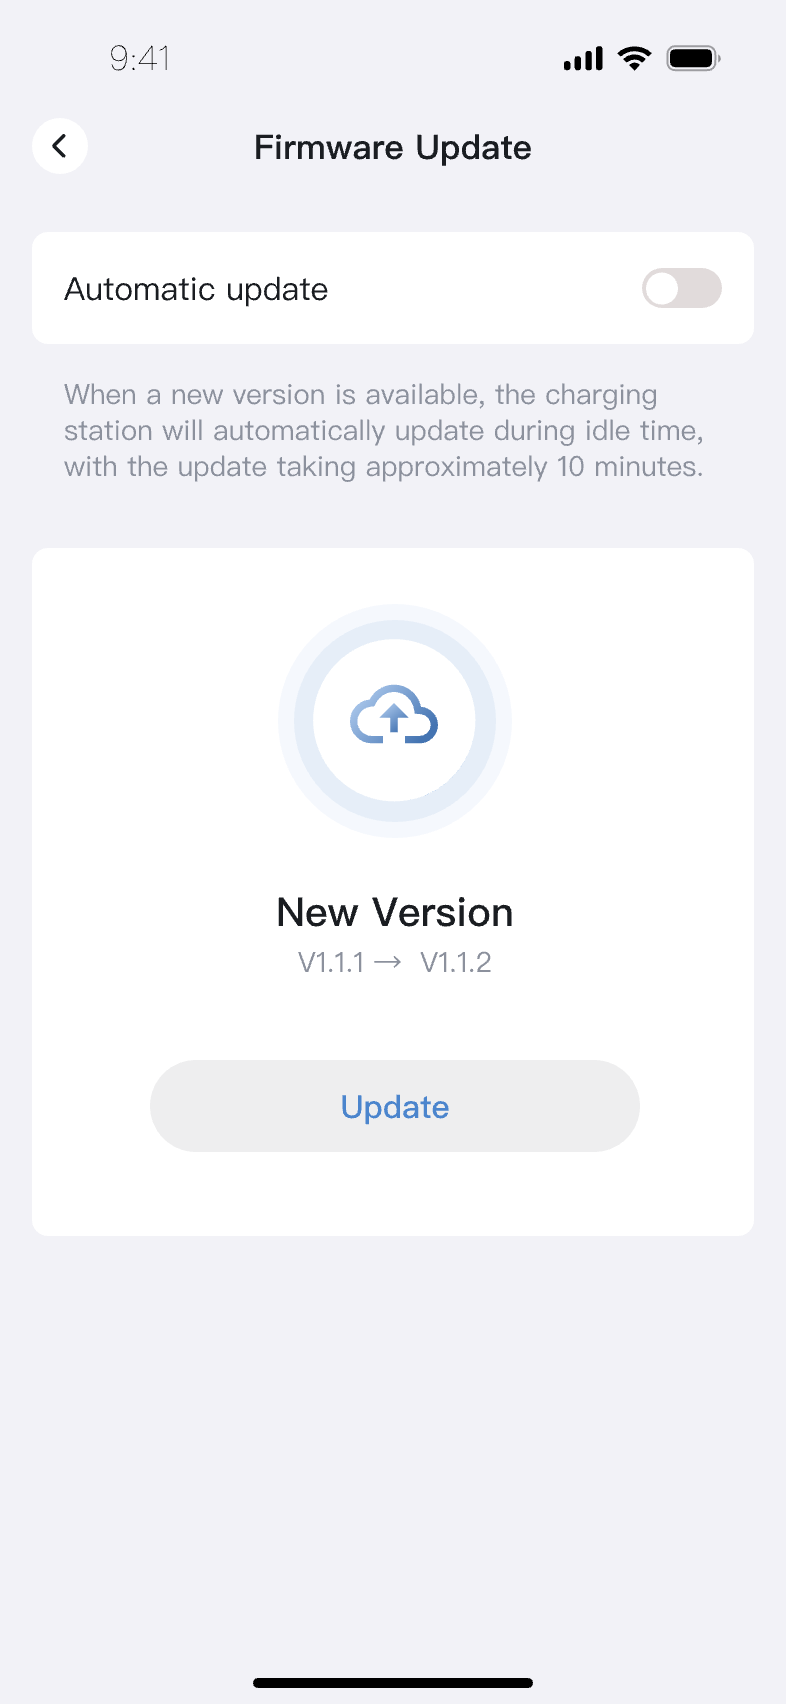 9:41
Firmware Update
Automatic update
When a new version is available, the charging
station will automatically update during idle time,
with the update taking approximately 10 minutes.
New Version
V1.1.1 → V1.1.2
Update